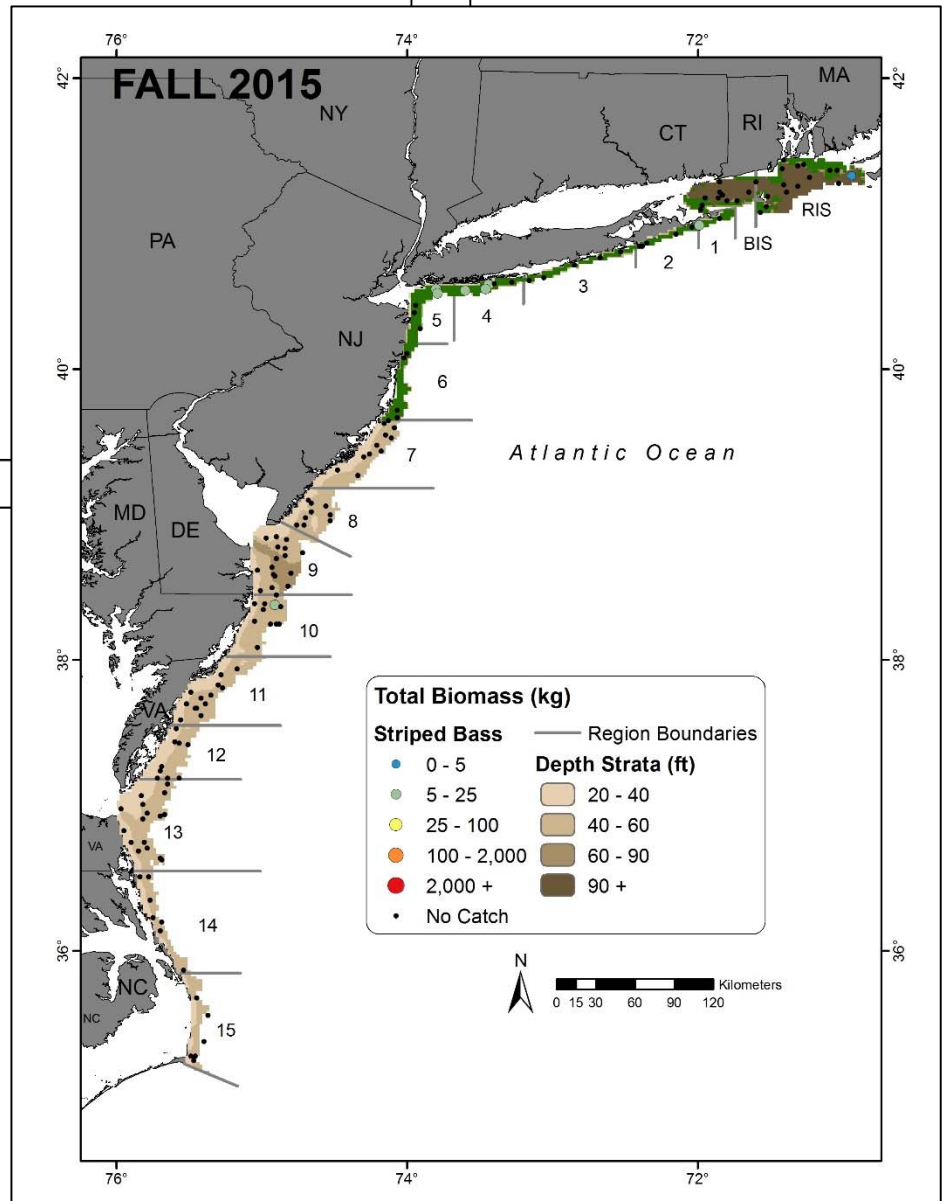 76°
74°
72°
FALL 2015
42°
42°
MA
NY
CT
RI
RIS
BIS
1
2
3
PA
5
4
NJ
40°
40°
6
Atlantic Ocean
7
MD
DE
8
9
10
38°
38°
11
VA
12
13
VA
14
36°
36°
NC
NC
15
Total Biomass (kg)
Striped Bass
0 - 5
5 - 25
25 - 100
100 - 2,000
2,000 +
No Catch
Region Boundaries
Depth Strata (ft)
20 - 40
40 - 60
60 - 90
90 +
N
Kilometers
0 15 30 60 90 120
76°
74°
72°